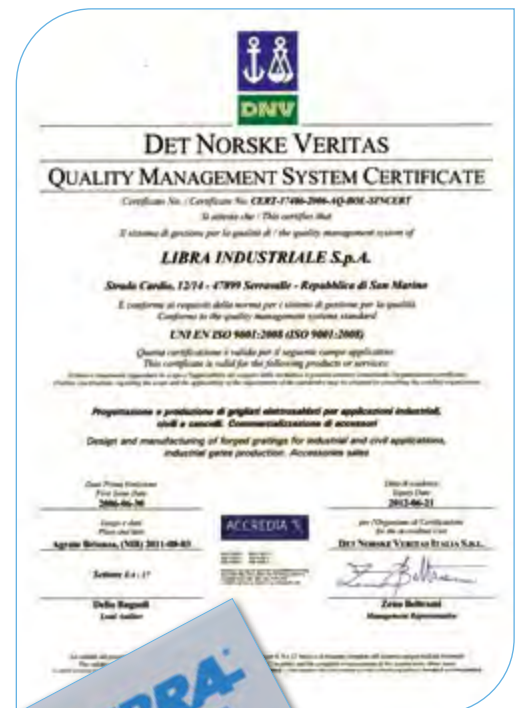 DNV
DET NORSKE VERITAS
QUALITY MANAGEMENT SYSTEM CERTIFICATE
Certificato No. / Certificate No. CERT-17406-2006-AQ-BOL-SINCERT
Si attesta che / This certifies that
Il sistema di gestione per la qualità di / the quality management system of
LIBRA INDUSTRIALE S.p.A.
Strada Cardio, 12/14 - 47899 Serravalle - Repubblica di San Marino
È conforme ai requisiti della norma per i sistemi di gestione per la qualità
Conforms to the quality management systems standard
UNI EN ISO 9001:2008 (ISO 9001:2008)
Questa certificazione è valida per il seguente campo applicativo:
This certificate is valid for the following products or services:
Progettazione e produzione di grigliati elettrosaldati per applicazioni industriali,
civili e cancelli. Commercializzazione di accessori
Design and manufacturing of forged gratings for industrial and civil applications,
industrial gates production. Accessories sales
Data Prima Emissione
First Issue Date
2006-06-30
Data di scadenza
Expiry Date
2012-06-21
Luogo e data
Place and date
Agrate Brianza, (MB) 2011-08-03
ACCREDIA
per l'Organismo di Certificazione
for the Accredited Unit
DET NORSKE VERITAS ITALIA S.R.L.
Settore EA : 17
Lead Auditor
Zeno Beltrami
Management Representative